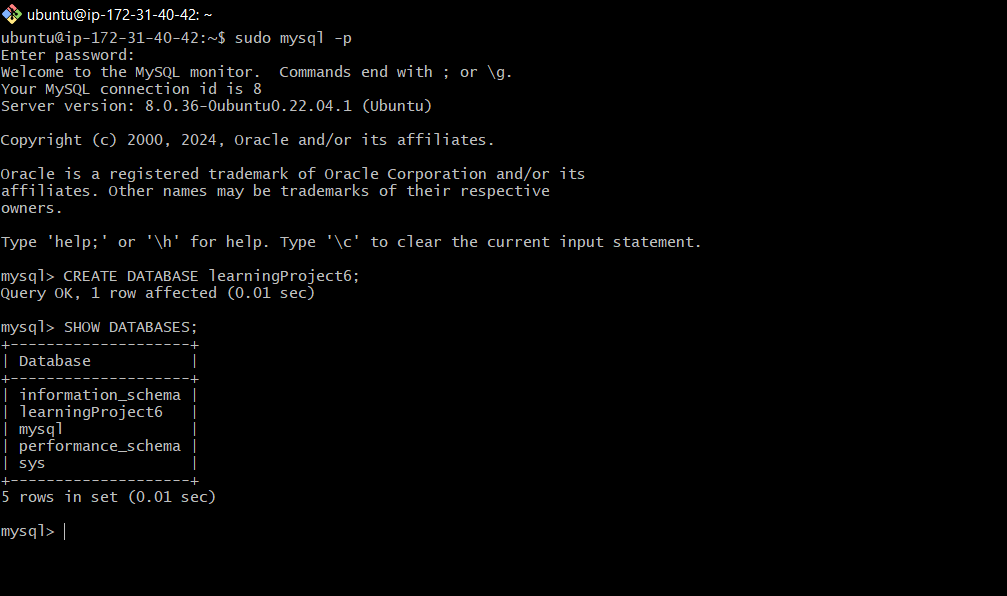 ubuntu@ip-172-31-40-42: ~
ubuntu@ip-172-31-40-42:~$ sudo mysql -p
Enter password:
Welcome to the MySQL monitor.  Commands end with ; or \g.
Your MySQL connection id is 8
Server version: 8.0.36-0ubuntu0.22.04.1 (Ubuntu)
Copyright (c) 2000, 2024, Oracle and/or its affiliates.
Oracle is a registered trademark of Oracle Corporation and/or its
affiliates. Other names may be trademarks of their respective
owners.
Type 'help;' or '\h' for help. Type '\c' to clear the current input statement.
mysql> CREATE DATABASE learningProject6;
Query OK, 1 row affected (0.01 sec)
mysql> SHOW DATABASES;
+--------------------+
| Database           |
+--------------------+
| information_schema |
| learningProject6   |
| mysql              |
| performance_schema |
| sys                |
+--------------------+
5 rows in set (0.01 sec)
mysql>